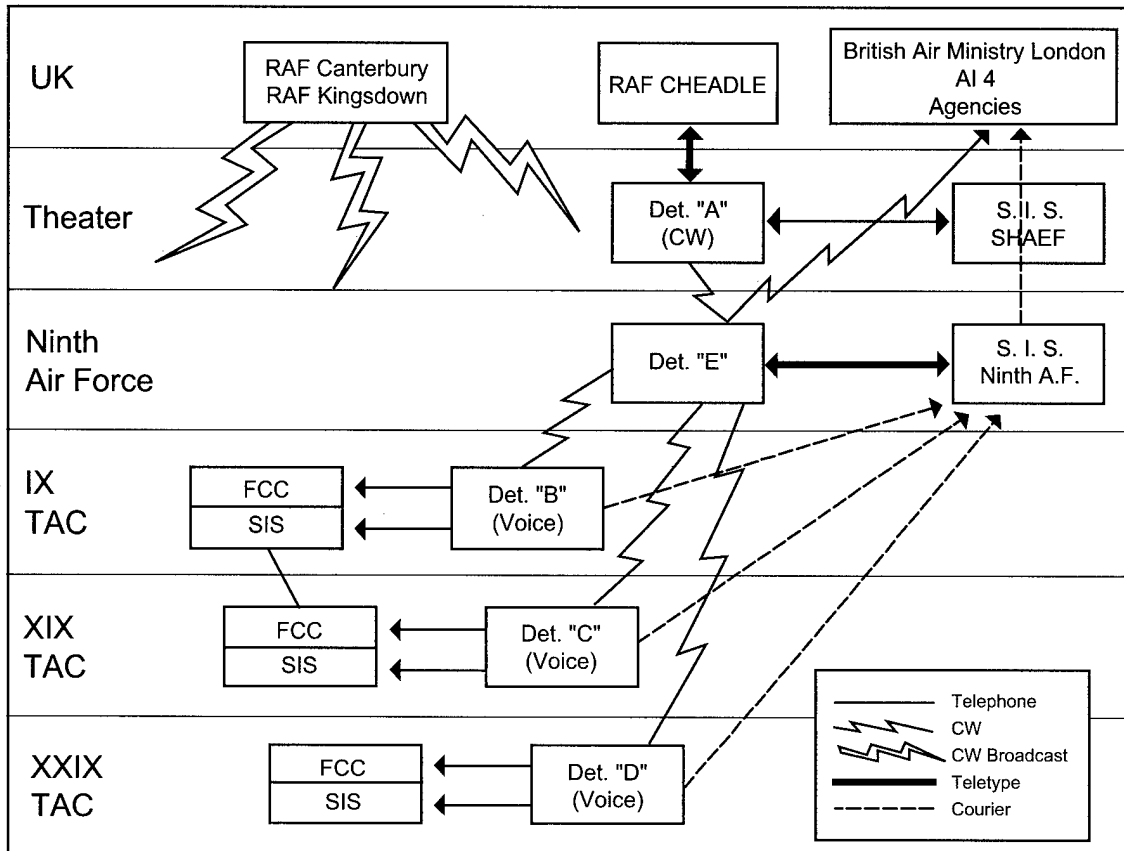 UK
RAF Canterbury
RAF Kingsdown
RAF CHEADLE
British Air Ministry London
AI 4
Agencies
Theater
Det. "A"
(CW)
S.II. S.
SHAEF
Ninth
Air Force
Det. "E"
S. I. S.
Ninth A.F.
IX
TAC
FCC
SIS
Det. "B"
(Voice)
XIX
TAC
FCC
SIS
Det. "C"
(Voice)
XXIX
TAC
FCC
SIS
Det. "D"
(Voice)
Telephone
CW
CW Broadcast
Teletype
Courier